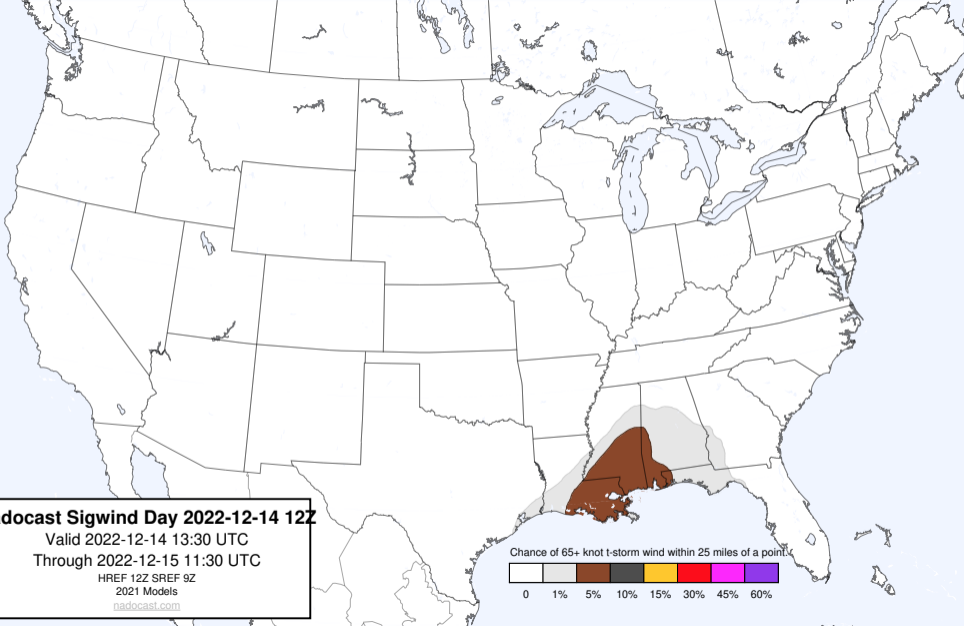 adocast Sigwind Day 2022-12-14 12Z
Valid 2022-12-14 13:30 UTC
Through 2022-12-15 11:30 UTC
HREF 12Z SREF 9Z
2021 Models
nadocast.com
Chance of 65+ knot t-storm wind within 25 miles of a point.
0 1% 5% 10% 15% 30% 45% 60%